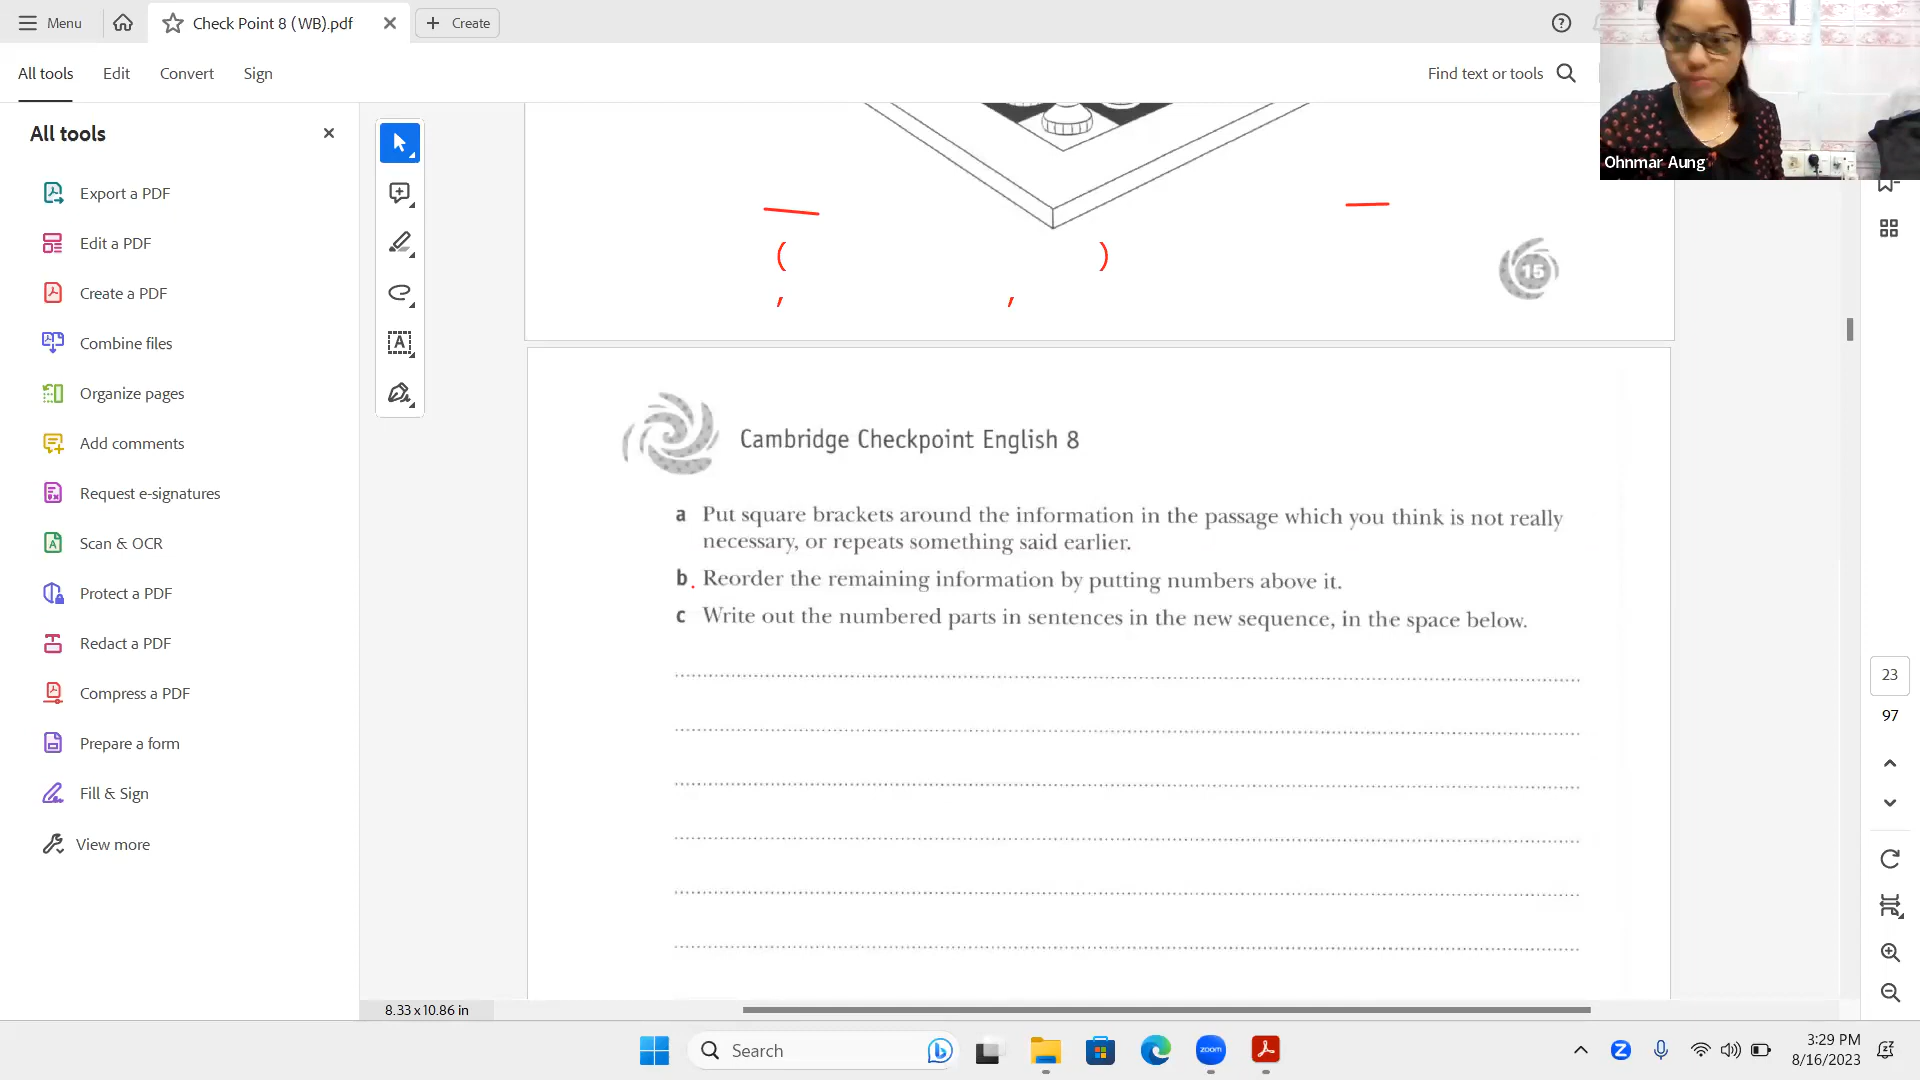 Menu
Check Point 8 (WB).pdf
Create
All tools
Edit
Convert
Sign
Find text or tools
Ohnmar Aung
All tools
Export a PDF
Edit a PDF
Create a PDF
Combine files
Organize pages
Add comments
Request e-signatures
Scan & OCR
Protect a PDF
Redact a PDF
Compress a PDF
Prepare a form
Fill & Sign
View more
( )
, ,
15
Cambridge Checkpoint English 8
a Put square brackets around the information in the passage which you think is not really
necessary, or repeats something said earlier.
b. Reorder the remaining information by putting numbers above it.
c Write out the numbered parts in sentences in the new sequence, in the space below.
23
97
8.33 x 10.86 in
Search
zoom
3:29 PM
8/16/2023